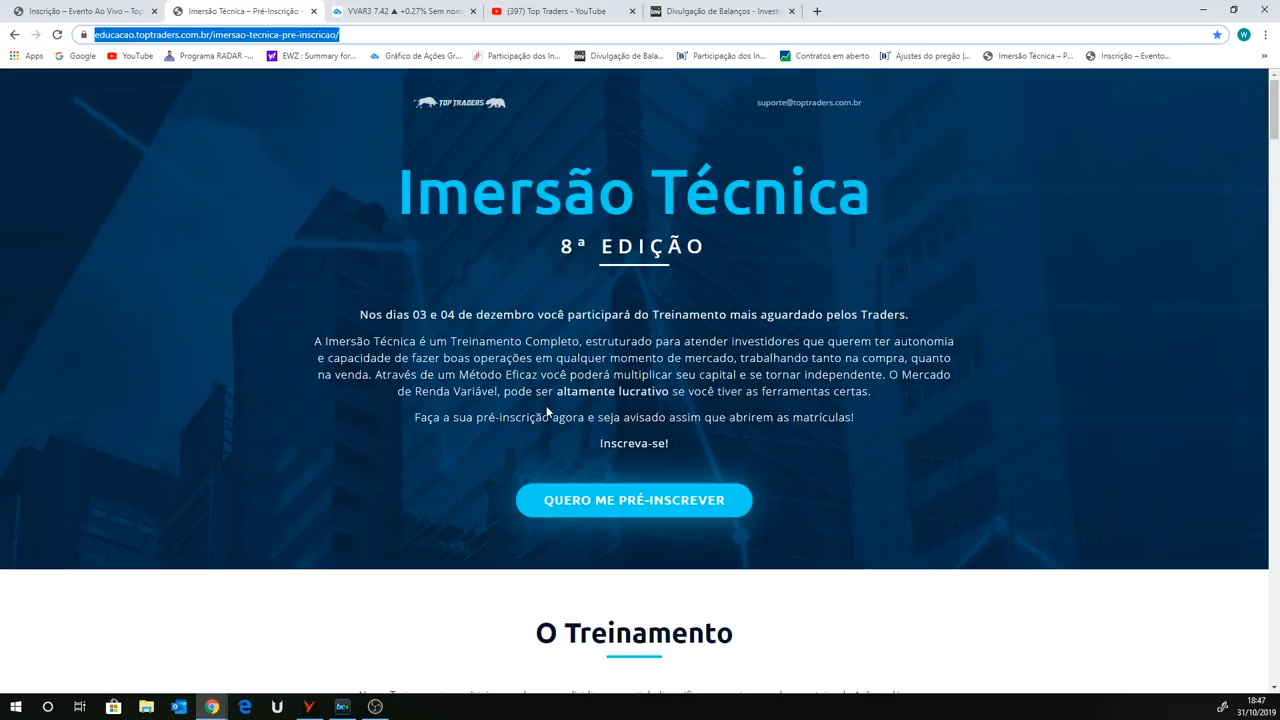 Inscrição – Evento Ao Vivo – Top
Imersão Técnica – Pré-Inscrição -
VVAR3 7.42 ▲ +0.27% Sem nom
(397) Top Traders - YouTube
Divulgação de Balanços - Investi
educacao.toptraders.com.br/imersao-tecnica-pre-inscricao/
Apps
Google
YouTube
Programa RADAR -...
EWZ : Summary for...
Gráfico de Ações Gr...
Participação dos In...
Divulgação de Bala...
Participação dos In...
Contratos em aberto
Ajustes do pregão |...
Imersão Técnica – P...
Inscrição – Evento...
TOP TRADERS
suporte@toptraders.com.br
Imersão Técnica
8ª EDIÇÃO
Nos dias 03 e 04 de dezembro você participará do Treinamento mais aguardado pelos Traders.
A Imersão Técnica é um Treinamento Completo, estruturado para atender investidores que querem ter autonomia
e capacidade de fazer boas operações em qualquer momento de mercado, trabalhando tanto na compra, quanto
na venda. Através de um Método Eficaz você poderá multiplicar seu capital e se tornar independente. O Mercado
de Renda Variável, pode ser altamente lucrativo se você tiver as ferramentas certas.
Faça a sua pré-inscrição agora e seja avisado assim que abrirem as matrículas!
Inscreva-se!
QUERO ME PRÉ-INSCREVER
O Treinamento
18:47
31/10/2019